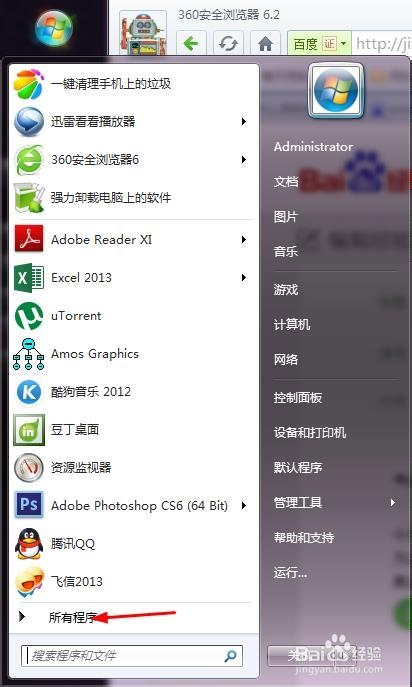 360安全浏览器 6.2
百度
证
http://ji
一键清理手机上的垃圾
迅雷看看播放器
360安全浏览器6
强力卸载电脑上的软件
Adobe Reader XI
Excel 2013
uTorrent
Amos Graphics
酷狗音乐 2012
豆丁桌面
资源监视器
Adobe Photoshop CS6 (64 Bit)
腾讯QQ
飞信2013
所有程序
搜索程序和文件
Administrator
文档
图片
音乐
游戏
计算机
网络
控制面板
设备和打印机
默认程序
管理工具
帮助和支持
运行...
Baidu 经验
jingyan.baidu.com